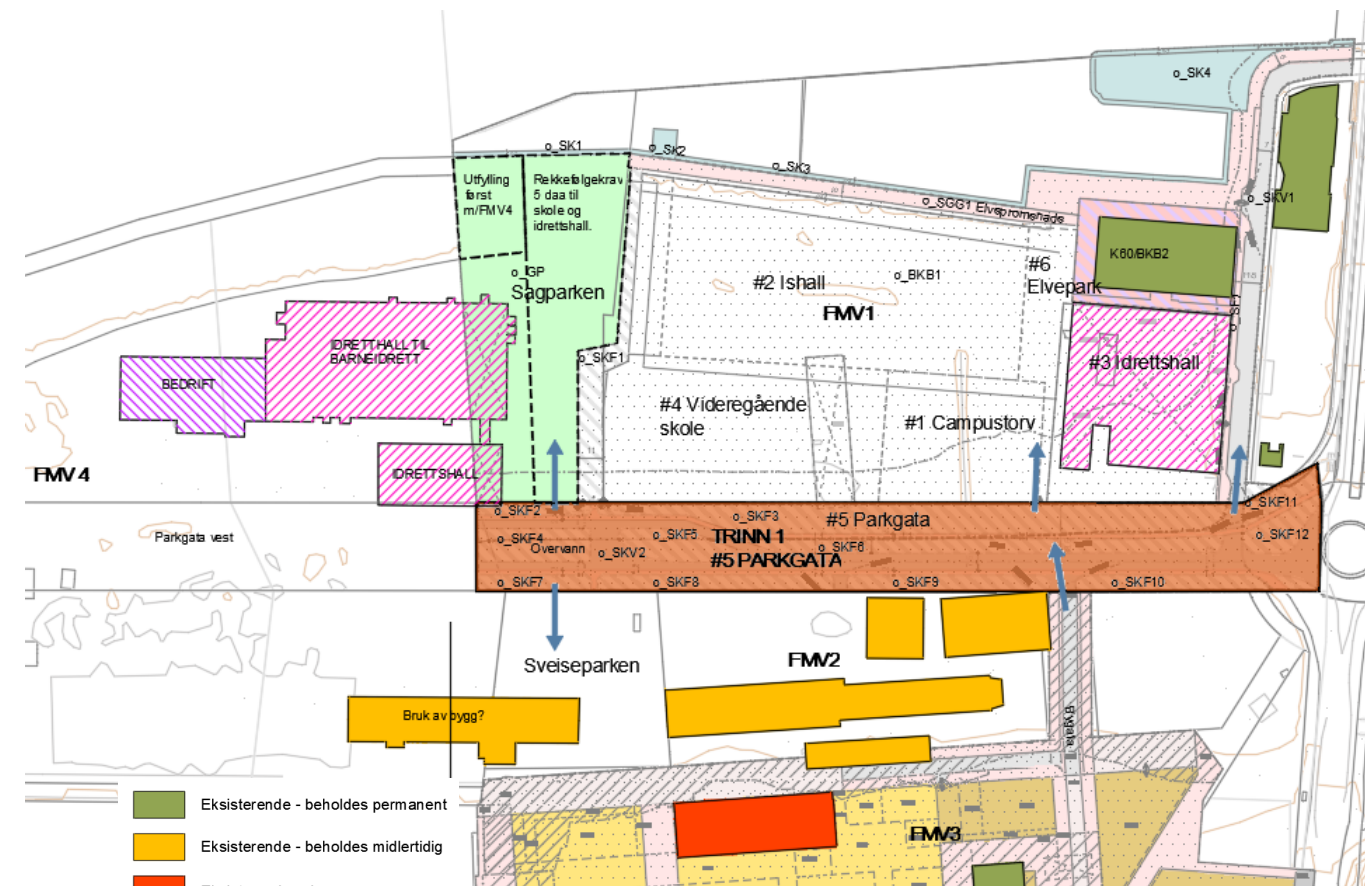 o_SK4
o_SK1
o_SK2
o_SK3
Utfylling
først
m/FMV4
Rekkefølgekrav
5 daa til
skole og
idrettshall.
o_SGG1 Elvepromenade
o_SKV1
K60/BKB2
o_GP
Sagparken
#2 Ishall
o_BKB1
#6
Elvepark
FMV1
IDRETTHALL TIL
BARNEIDRETT
o_SKF1
#3 Idrettshall
BEDRIFT
#4 Videregående
skole
#1 Campustorv
FMV 4
IDRETTSHALL
o_SKF2
o_SKF3
#5 Parkgata
o_SKF11
Parkgata vest
o_SKF4
Overvann
o_SKV2
o_SKF5
TRINN 1
#5 PARKGATA
o_SKF6
o_SKF12
o_SKF7
o_SKF8
o_SKF9
o_SKF10
Sveiseparken
FMV2
Bruk av bygg?
Bygata
Eksisterende - beholdes permanent
Eksisterende - beholdes midlertidig
FMV3